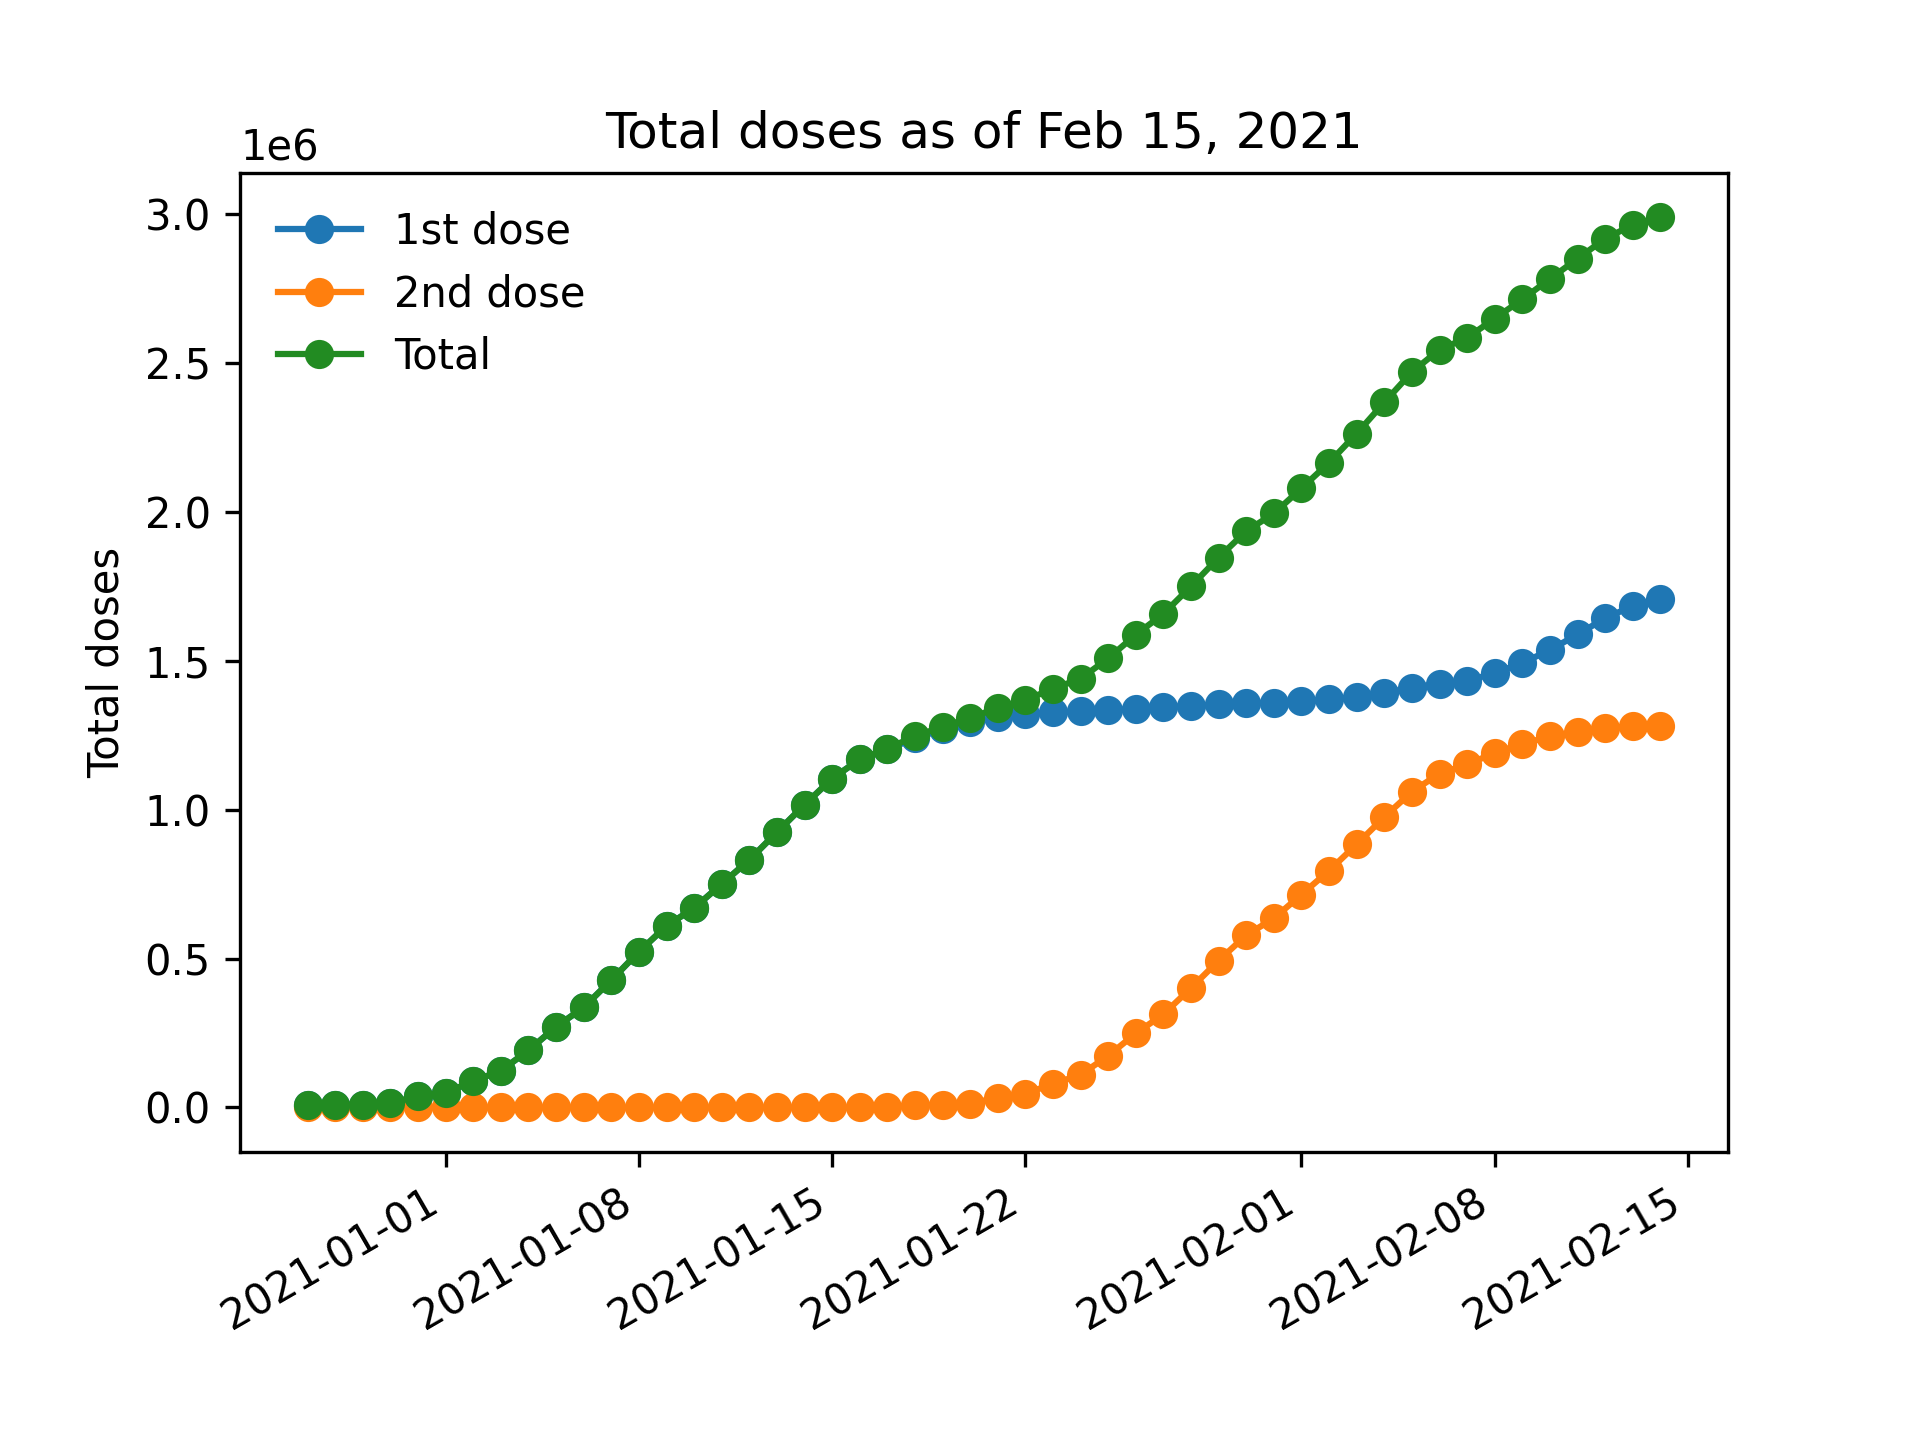 Total doses as of Feb 15, 2021
1e6
3.0
2.5
2.0
1.5
1.0
0.5
0.0
Total doses
1st dose
2nd dose
Total
2021-01-01
2021-01-08
2021-01-15
2021-01-22
2021-02-01
2021-02-08
2021-02-15